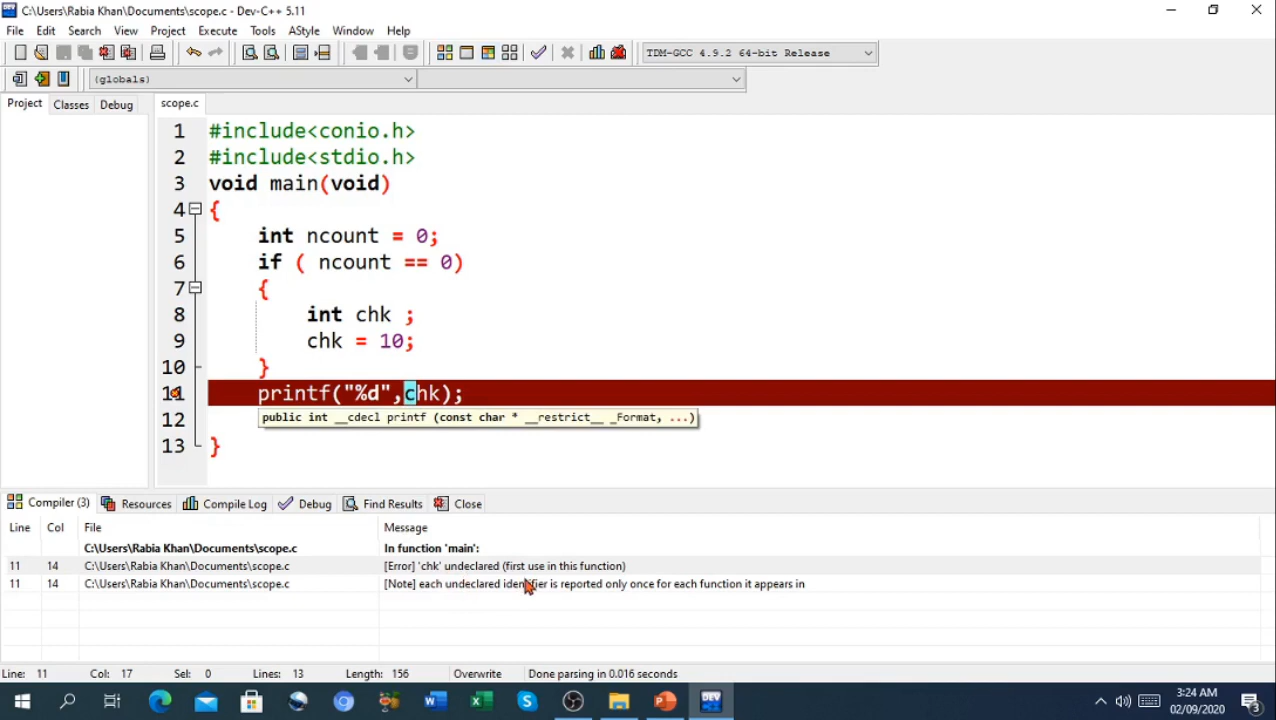 C:\Users\Rabia Khan\Documents\scope.c - Dev-C++ 5.11
File Edit Search View Project Execute Tools AStyle Window Help
TDM-GCC 4.9.2 64-bit Release
(globals)
Project Classes Debug
scope.c
1 #include<conio.h>
2 #include<stdio.h>
3 void main(void)
4 {
5 int ncount = 0;
6 if ( ncount == 0)
7 {
8 int chk ;
9 chk = 10;
10 }
11 printf("%d",chk);
12 public int __cdecl printf (const char * __restrict__ _Format, ...)
13 }
Compiler (3) Resources Compile Log Debug Find Results Close
Line Col File Message
C:\Users\Rabia Khan\Documents\scope.c In function 'main':
11 14 C:\Users\Rabia Khan\Documents\scope.c [Error] 'chk' undeclared (first use in this function)
11 14 C:\Users\Rabia Khan\Documents\scope.c [Note] each undeclared identifier is reported only once for each function it appears in
Line: 11 Col: 17 Sel: 0 Lines: 13 Length: 156 Overwrite Done parsing in 0.016 seconds
DEV
3:24 AM
02/09/2020
3